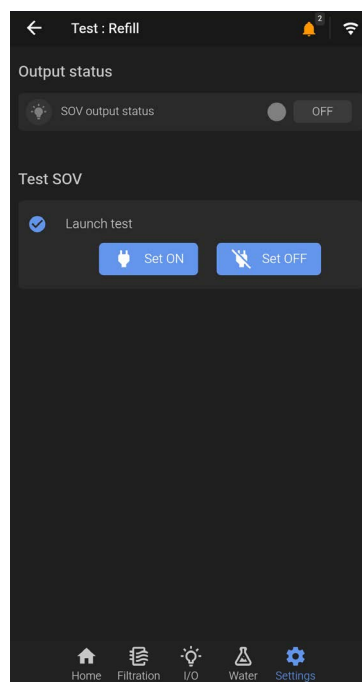 Test : Refill
2
Output status
SOV output status
OFF
Test SOV
Launch test
Set ON
Set OFF
Home
Filtration
I/O
Water
Settings